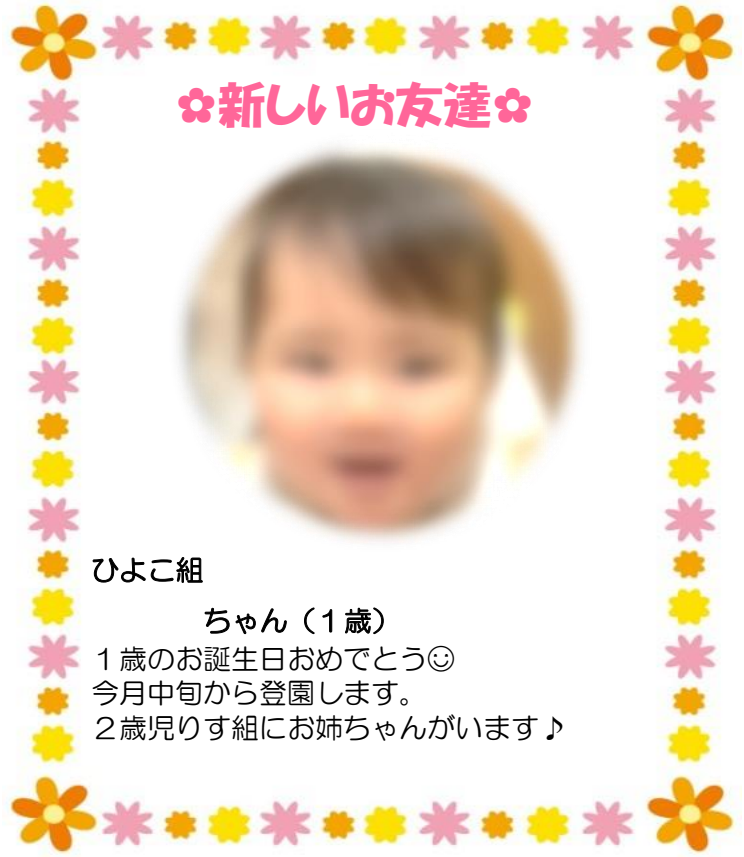 ✿新しいお友達✿
ひよこ組
ちゃん（１歳）
１歳のお誕生日おめでとう☺
今月中旬から登園します。
２歳児りす組にお姉ちゃんがいます♪